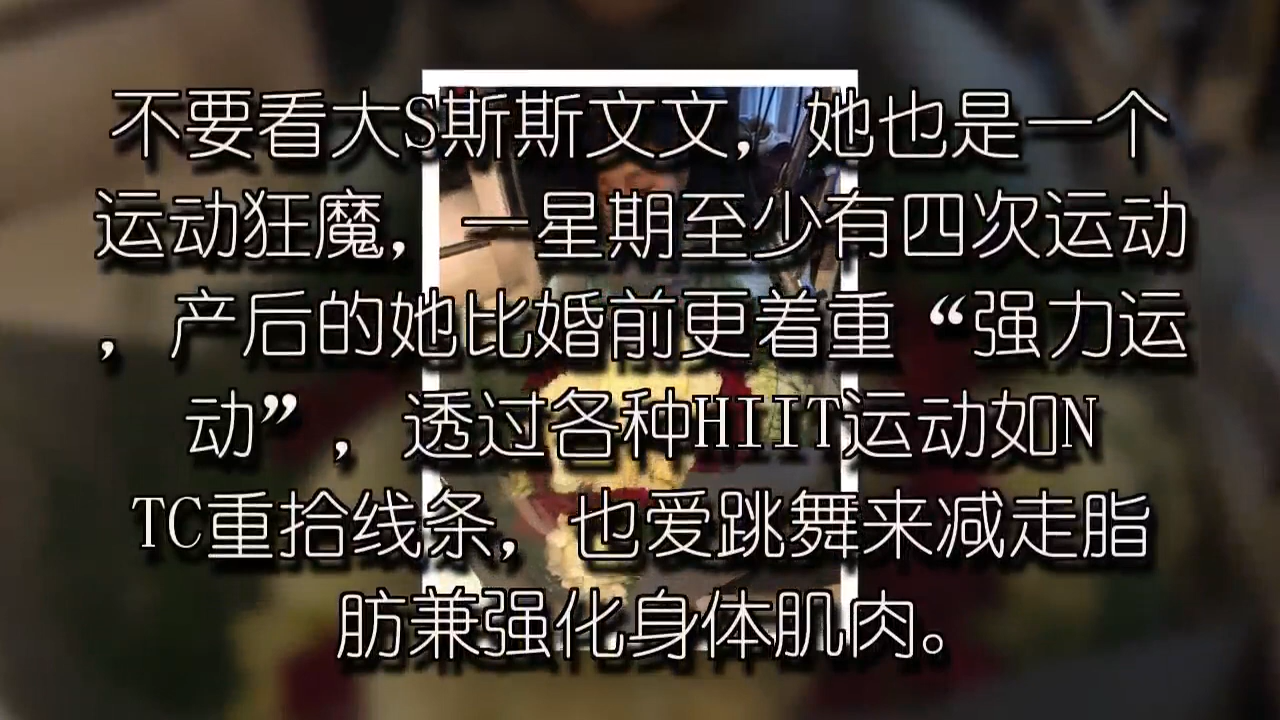 不要看大S斯斯文文，她也是一个
运动狂魔，一星期至少有四次运动
，产后的她比婚前更着重“强力运
动”，透过各种HIIT运动如N
TC重拾线条，也爱跳舞来减走脂
肪兼强化身体肌肉。